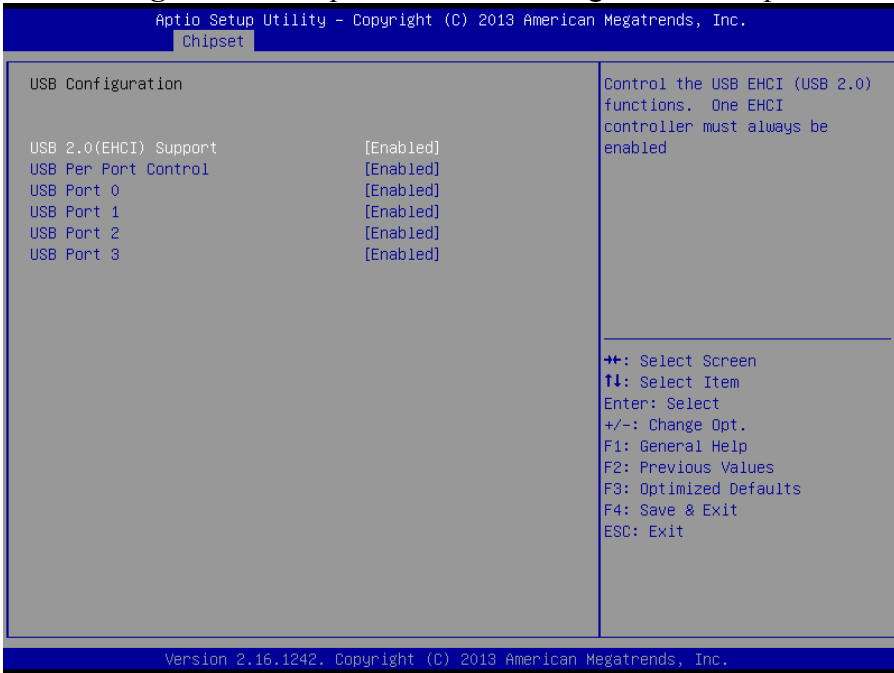 Aptio Setup Utility – Copyright (C) 2013 American Megatrends, Inc.
Chipset
USB Configuration
USB 2.0(EHCI) Support [Enabled]
USB Per Port Control [Enabled]
USB Port 0 [Enabled]
USB Port 1 [Enabled]
USB Port 2 [Enabled]
USB Port 3 [Enabled]
Control the USB EHCI (USB 2.0)
functions. One EHCI
controller must always be
enabled
→←: Select Screen
↑↓: Select Item
Enter: Select
+/-: Change Opt.
F1: General Help
F2: Previous Values
F3: Optimized Defaults
F4: Save & Exit
ESC: Exit
Version 2.16.1242. Copyright (C) 2013 American Megatrends, Inc.